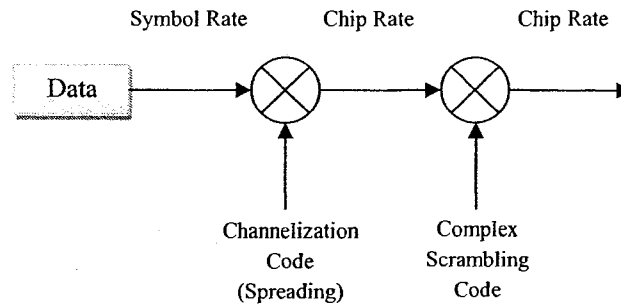 Symbol Rate
Chip Rate
Chip Rate
Data
Channelization
Code
(Spreading)
Complex
Scrambling
Code